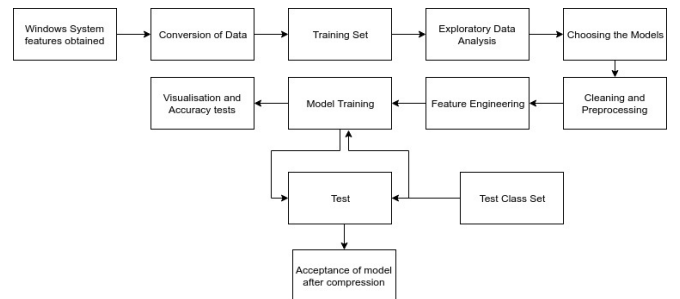 Windows System
features obtained
Conversion of Data
Training Set
Exploratory Data
Analysis
Choosing the Models
Visualisation and
Accuracy tests
Model Training
Feature Engineering
Cleaning and
Preprocessing
Test
Test Class Set
Acceptance of model
after compression